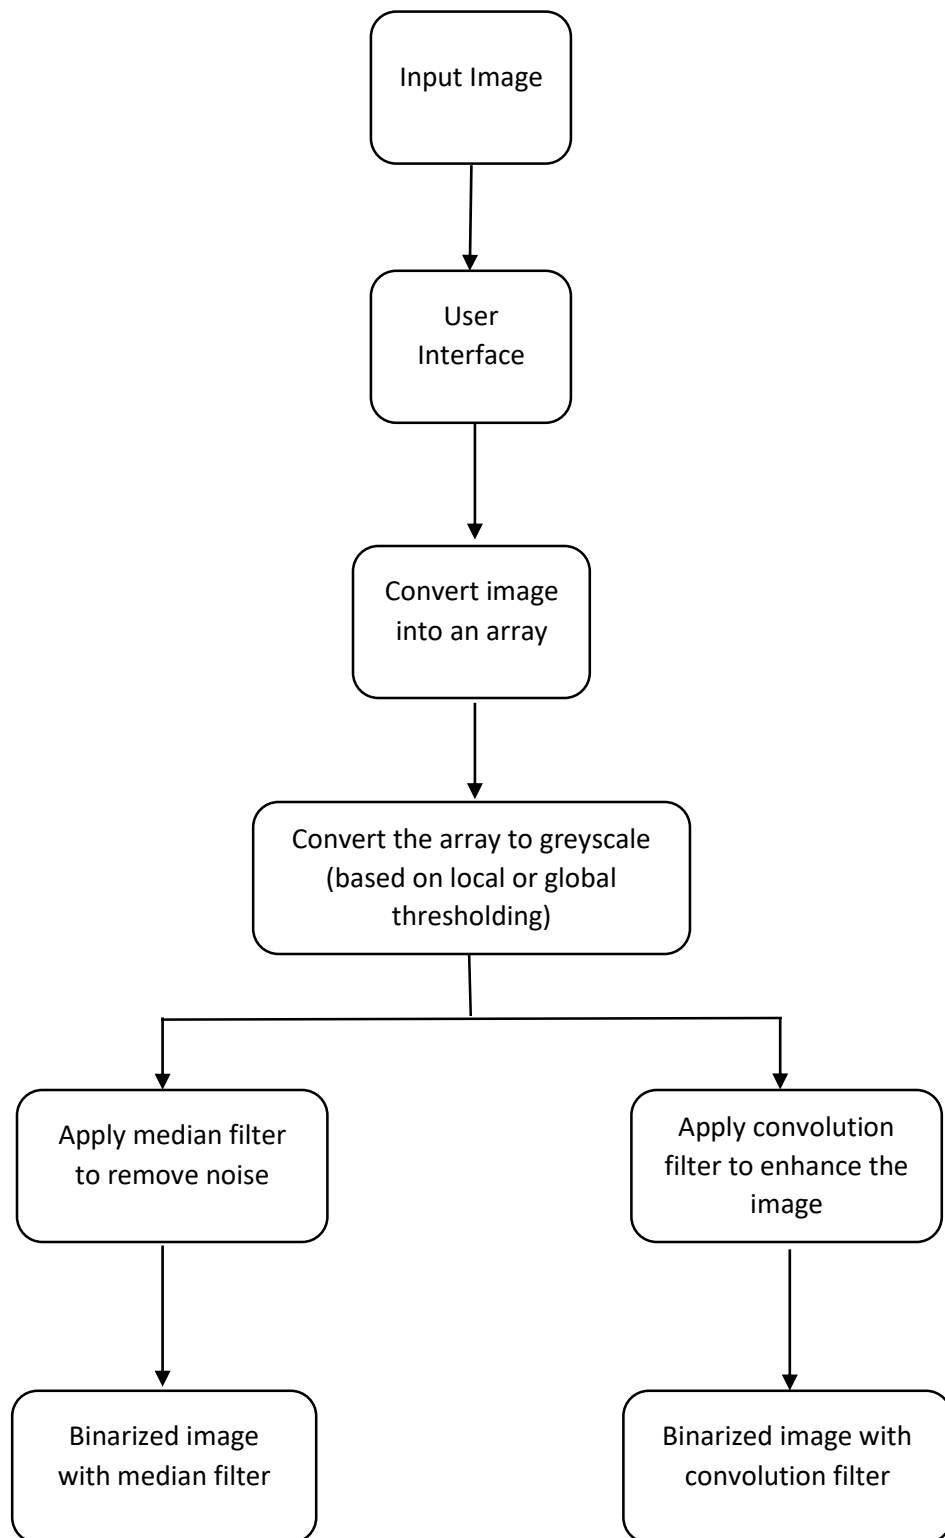 Input Image
User
Interface
Convert image
into an array
Convert the array to greyscale
(based on local or global
thresholding)
Apply median filter
to remove noise
Apply convolution
filter to enhance the
image
Binarized image
with median filter
Binarized image with
convolution filter